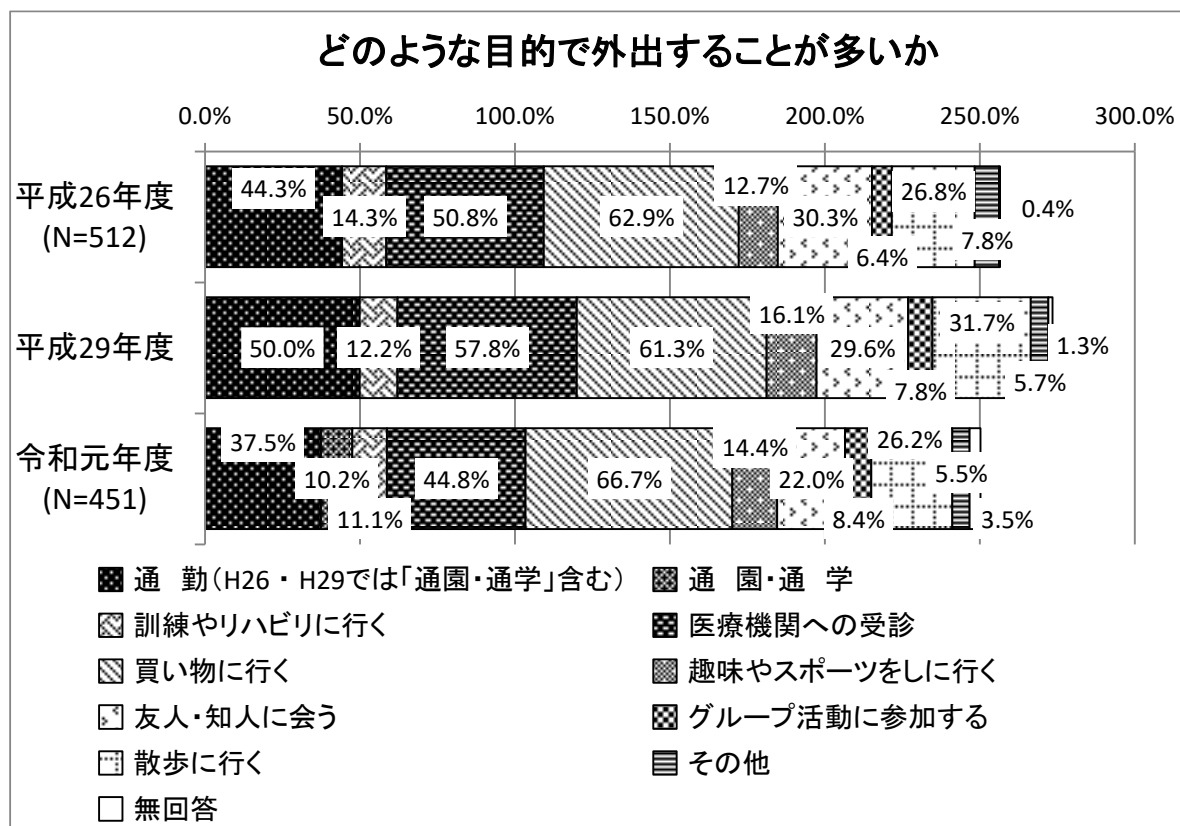 どのような目的で外出することが多いか
0.0% 50.0% 100.0% 150.0% 200.0% 250.0% 300.0%
平成26年度
(N=512)
44.3% 14.3% 50.8% 62.9% 12.7% 30.3% 6.4% 26.8% 7.8% 0.4%
平成29年度
50.0% 12.2% 57.8% 61.3% 16.1% 29.6% 7.8% 31.7% 5.7% 1.3%
令和元年度
(N=451)
37.5% 10.2% 11.1% 44.8% 66.7% 14.4% 22.0% 8.4% 26.2% 5.5% 3.5%
通 勤(H26・H29では「通園・通学」含む)
通 園・通 学
訓練やリハビリに行く
医療機関への受診
買い物に行く
趣味やスポーツをしに行く
友人・知人に会う
グループ活動に参加する
散歩に行く
その他
無回答